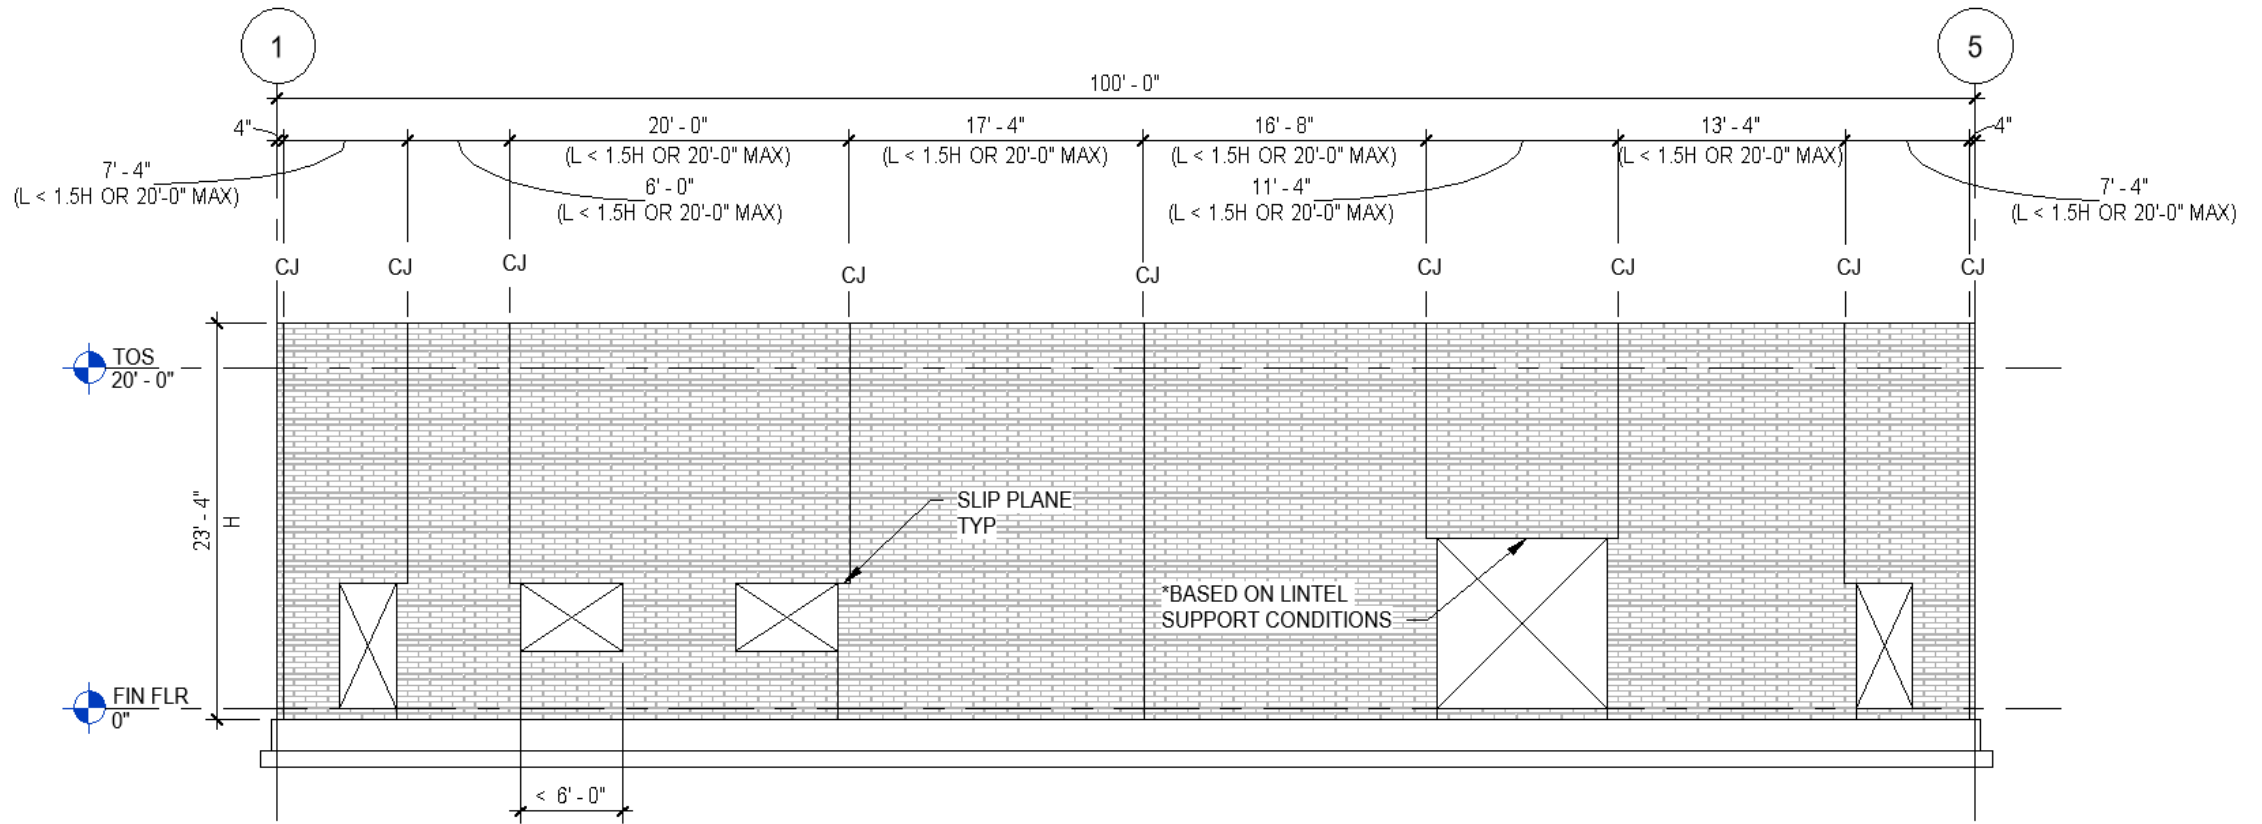 1
5
100' - 0"
4"
20' - 0"
17' - 4"
16' - 8"
13' - 4"
4"
(L < 1.5H OR 20'-0" MAX)
(L < 1.5H OR 20'-0" MAX)
(L < 1.5H OR 20'-0" MAX)
(L < 1.5H OR 20'-0" MAX)
7' - 4"
(L < 1.5H OR 20'-0" MAX)
6' - 0"
(L < 1.5H OR 20'-0" MAX)
11' - 4"
(L < 1.5H OR 20'-0" MAX)
7' - 4"
(L < 1.5H OR 20'-0" MAX)
CJ
CJ
CJ
CJ
CJ
CJ
CJ
CJ
CJ
TOS
20' - 0"
23' - 4"
H
SLIP PLANE
TYP
*BASED ON LINTEL
SUPPORT CONDITIONS
FIN FLR
0"
< 6' - 0"